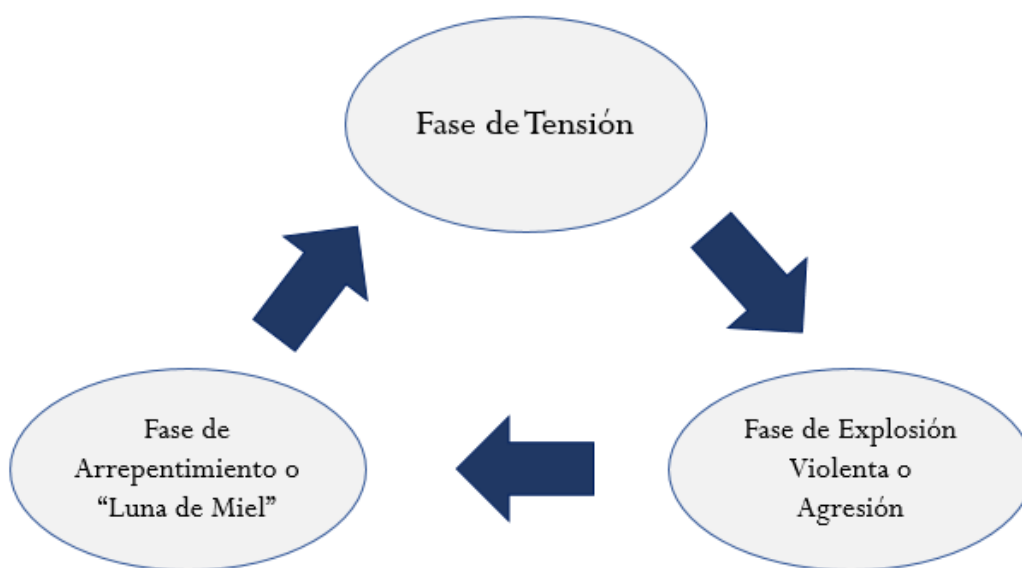 Fase de Tensión
Fase de Explosión
Violenta o
Agresión
Fase de
Arrepentimiento o
“Luna de Miel”